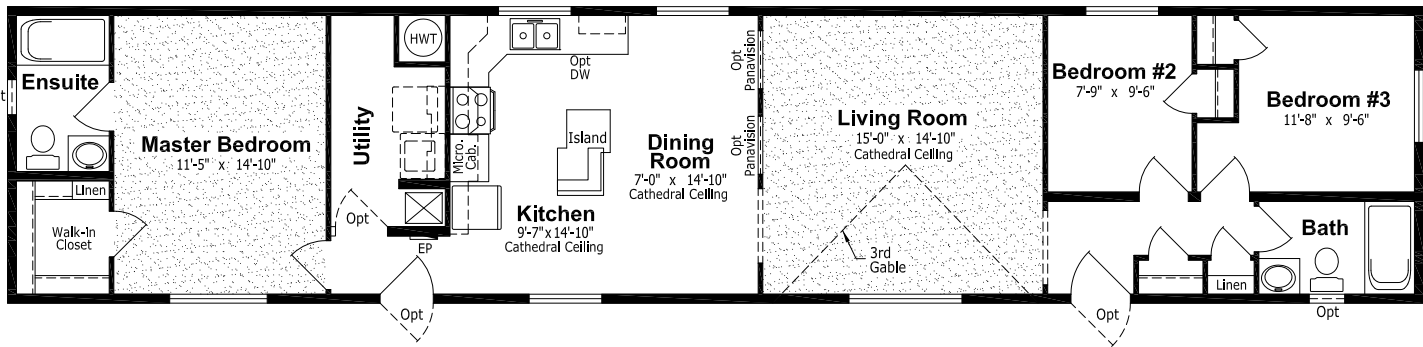 Ensuite
t
Master Bedroom
11'-5" x 14'-10"
Linen
Walk-In
Closet
HWT
Utility
Opt
EP
Opt
Micro.
Cab.
Opt
DW
Island
Kitchen
9'-7" x 14'-10"
Cathedral Ceiling
Dining
Room
7'-0" x 14'-10"
Cathedral Ceiling
Opt
Panavision
Opt
Panavision
Living Room
15'-0" x 14'-10"
Cathedral Ceiling
3rd
Gable
Bedroom #2
7'-9" x 9'-6"
Bedroom #3
11'-8" x 9'-6"
Bath
Linen
Opt
Opt